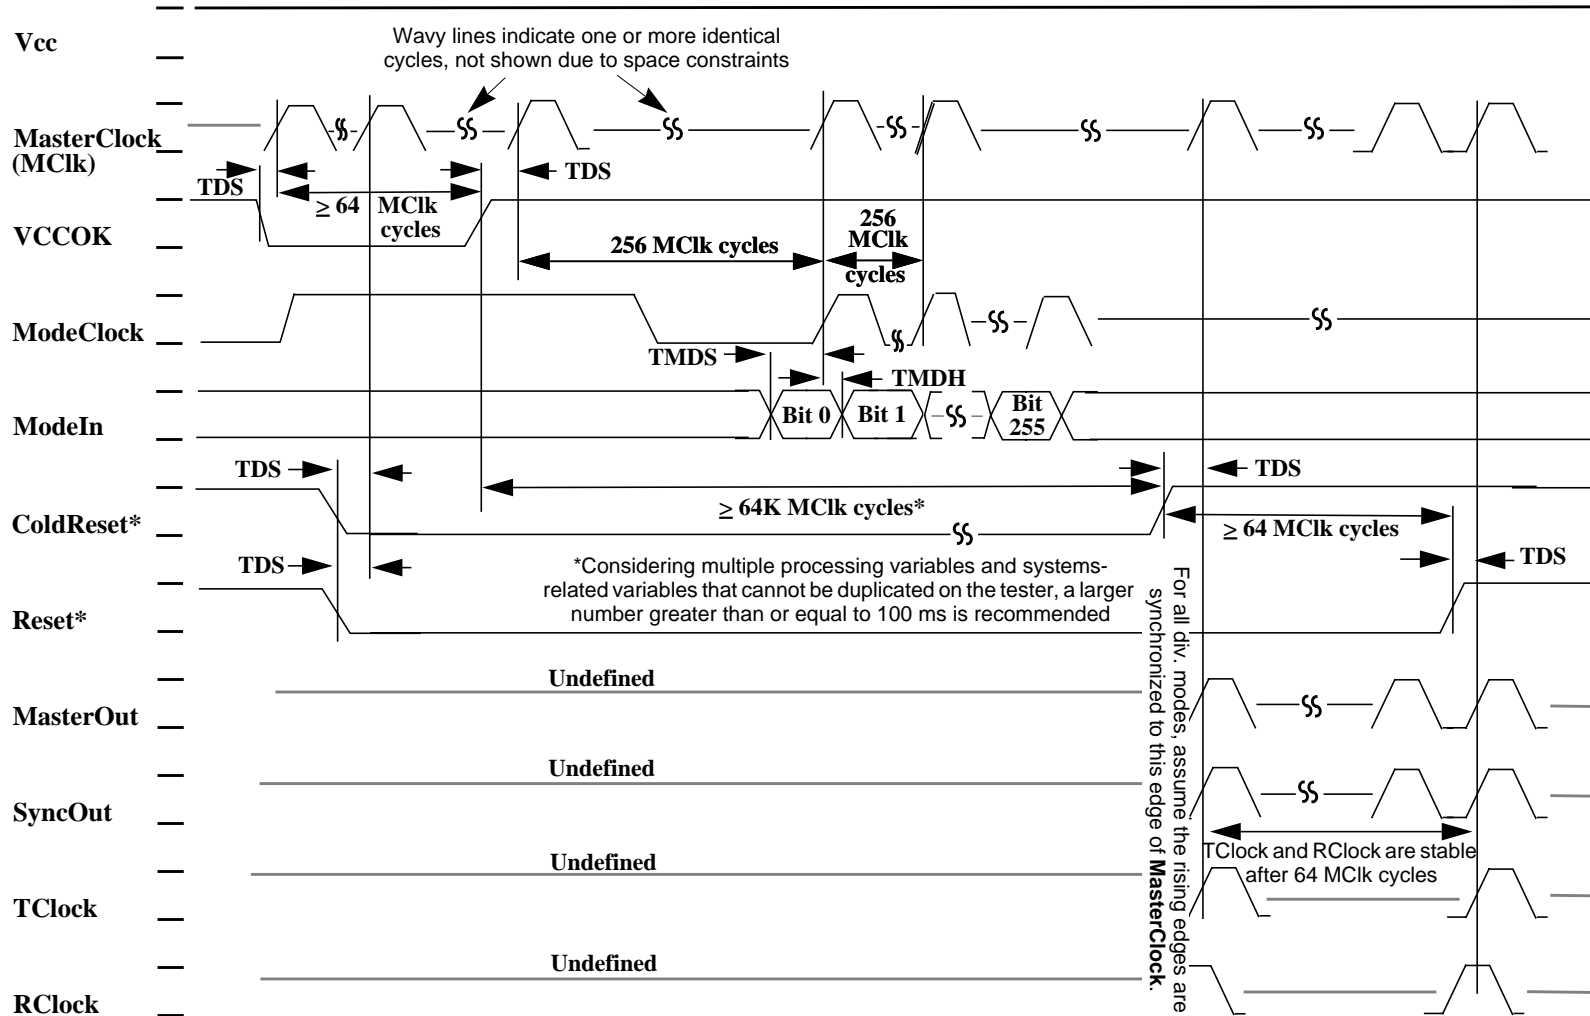 Vcc
Wavy lines indicate one or more identical
cycles, not shown due to space constraints
MasterClock
(MClk)
TDS
TDS
≥ 64 MClk
cycles
VCCOK
256 MClk cycles
256
MClk
cycles
ModeClock
TMDS
TMDH
ModeIn
Bit 0
Bit 1
Bit
255
TDS
TDS
ColdReset*
≥ 64K MClk cycles*
≥ 64 MClk cycles
TDS
TDS
*Considering multiple processing variables and systems-
related variables that cannot be duplicated on the tester, a larger
number greater than or equal to 100 ms is recommended
Reset*
For all div. modes, assume the rising edges are
synchronized to this edge of MasterClock.
Undefined
MasterOut
Undefined
SyncOut
TClock and RClock are stable
after 64 MClk cycles
Undefined
TClock
Undefined
RClock